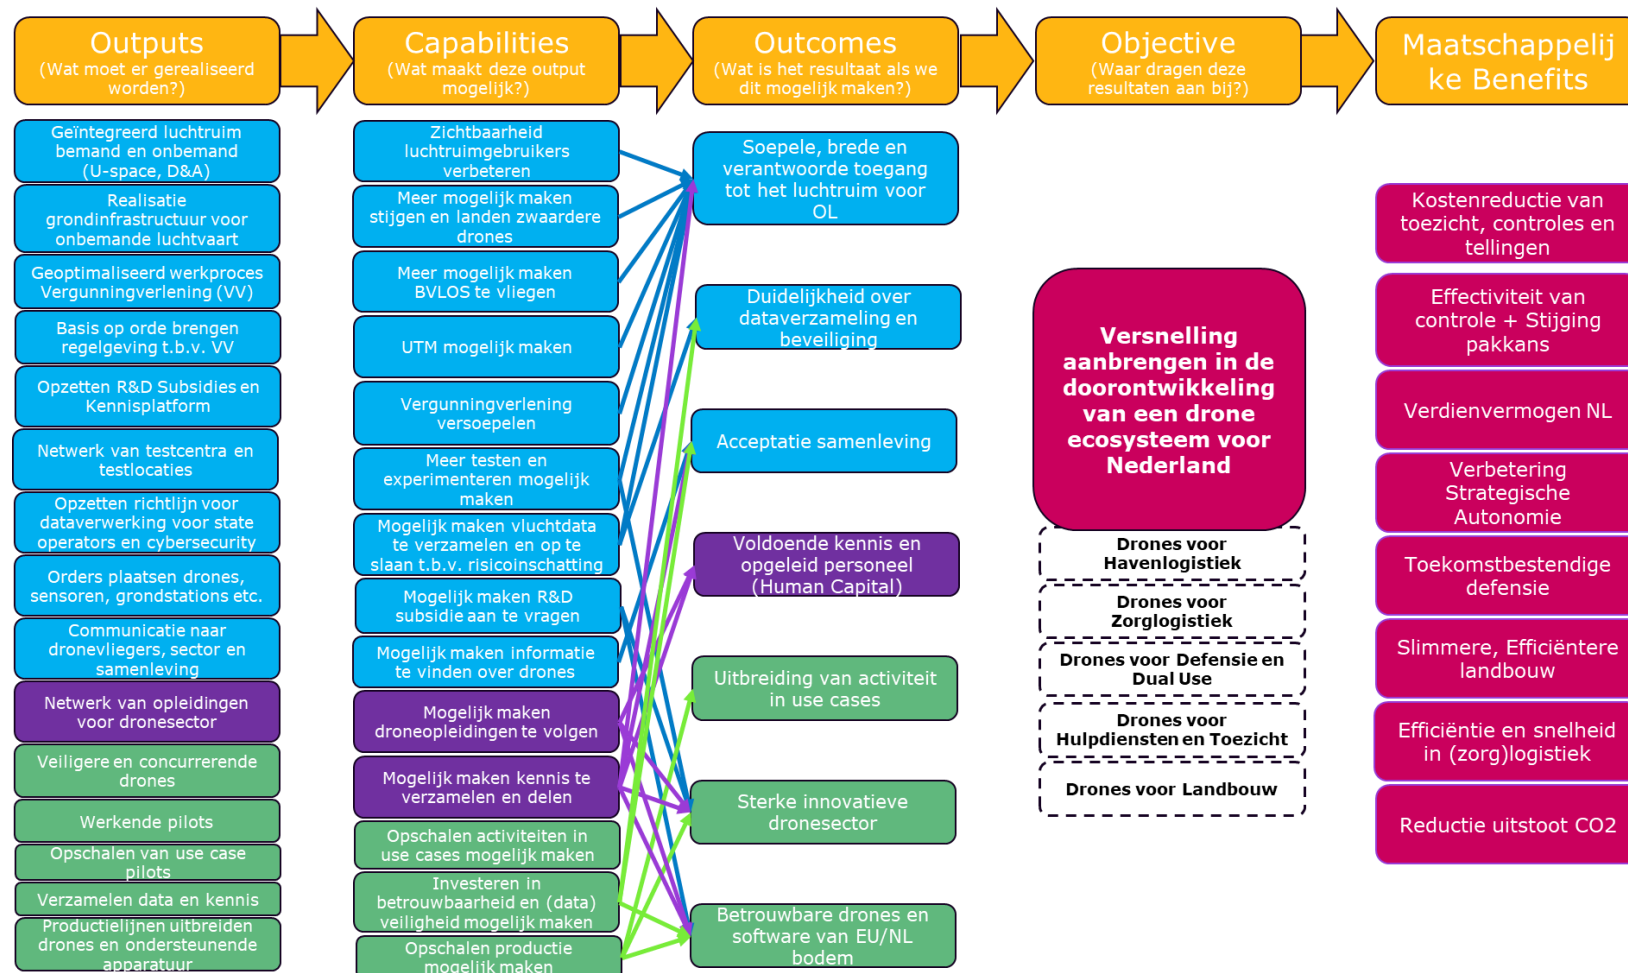 Outputs
(Wat moet er gerealiseerd
worden?)
Capabilities
(Wat maakt deze output
mogelijk?)
Outcomes
(Wat is het resultaat als we
dit mogelijk maken?)
Objective
(Waar dragen deze
resultaten aan bij?)
Maatschappelij
ke Benefits
Geïntegreerd luchtruim
bemand en onbemand
(U-space, D&A)
Realisatie
grondinfrastructuur voor
onbemande luchtvaart
Geoptimaliseerd werkproces
Vergunningverlening (VV)
Basis op orde brengen
regelgeving t.b.v. VV
Opzetten R&D Subsidies en
Kennisplatform
Netwerk van testcentra en
testlocaties
Opzetten richtlijn voor
dataverwerking voor state
operators en cybersecurity
Orders plaatsen drones,
sensoren, grondstations etc.
Communicatie naar
dronevliegers, sector en
samenleving
Netwerk van opleidingen
voor dronesector
Veiligere en concurrerende
drones
Werkende pilots
Opschalen van use case
pilots
Verzamelen data en kennis
Productielijnen uitbreiden
drones en ondersteunende
apparatuur
Zichtbaarheid
luchtruimgebruikers
verbeteren
Meer mogelijk maken
stijgen en landen zwaardere
drones
Meer mogelijk maken
BVLOS te vliegen
UTM mogelijk maken
Vergunningverlening
versoepelen
Meer testen en
experimenteren mogelijk
maken
Mogelijk maken vluchtdata
te verzamelen en op te
slaan t.b.v. risicoinschatting
Mogelijk maken R&D
subsidie aan te vragen
Mogelijk maken informatie
te vinden over drones
Mogelijk maken
droneopleidingen te volgen
Mogelijk maken kennis te
verzamelen en delen
Opschalen activiteiten in
use cases mogelijk maken
Investeren in
betrouwbaarheid en (data)
veiligheid mogelijk maken
Opschalen productie
mogelijk maken
Soepele, brede en
verantwoorde toegang
tot het luchtruim voor
OL
Duidelijkheid over
dataverzameling en
beveiliging
Acceptatie samenleving
Voldoende kennis en
opgeleid personeel
(Human Capital)
Uitbreiding van activiteit
in use cases
Sterke innovatieve
dronesector
Betrouwbare drones en
software van EU/NL
bodem
Versnelling
aanbrengen in de
doorontwikkeling
van een drone
ecosysteem voor
Nederland
Drones voor
Havenlogistiek
Drones voor
Zorglogistiek
Drones voor Defensie en
Dual Use
Drones voor
Hulpdiensten en Toezicht
Drones voor Landbouw
Kostenreductie van
toezicht, controles en
tellingen
Effectiviteit van
controle + Stijging
pakkans
Verdienvermogen NL
Verbetering
Strategische
Autonomie
Toekomstbestendige
defensie
Slimmere, Efficiëntere
landbouw
Efficiëntie en snelheid
in (zorg)logistiek
Reductie uitstoot CO2